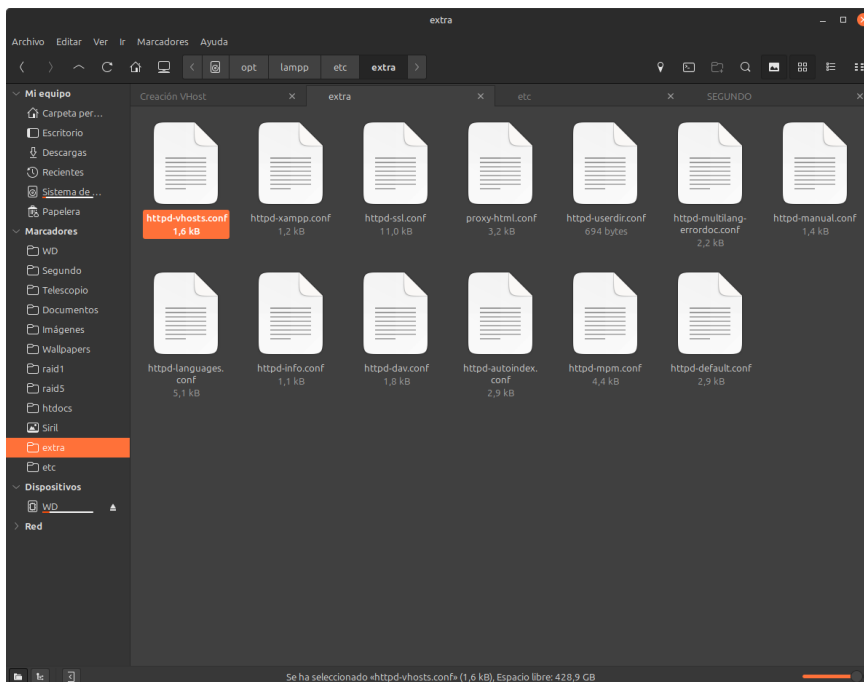 extra
Archivo Editar Ver Ir Marcadores Ayuda
opt lampp etc extra
Mi equipo
Carpeta per...
Escritorio
Descargas
Recientes
Sistema de ...
Papelera
Marcadores
WD
Segundo
Telescopio
Documentos
Imágenes
Wallpapers
raid1
raid5
htdocs
Siril
extra
etc
Dispositivos
WD
Red
Creación VHost extra etc SEGUNDO
httpd-vhosts.conf
1,6 kB
httpd-xampp.conf
1,2 kB
httpd-ssl.conf
11,0 kB
proxy-html.conf
3,2 kB
httpd-userdir.conf
694 bytes
httpd-multilang-
errordoc.conf
2,2 kB
httpd-manual.conf
1,4 kB
httpd-languages.
conf
5,1 kB
httpd-info.conf
1,1 kB
httpd-dav.conf
1,8 kB
httpd-autoindex.
conf
2,9 kB
httpd-mpm.conf
4,4 kB
httpd-default.conf
2,9 kB
Se ha seleccionado «httpd-vhosts.conf» (1,6 kB), Espacio libre: 428,9 GB